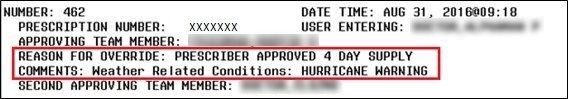 NUMBER: 462 DATE TIME: AUG 31, 2016@09:18
PRESCRIPTION NUMBER: XXXXXXX USER ENTERING:
APPROVING TEAM MEMBER:
REASON FOR OVERRIDE: PRESCRIBER APPROVED 4 DAY SUPPLY
COMMENTS: Weather Related Conditions: HURRICANE WARNING
SECOND APPROVING TEAM MEMBER: